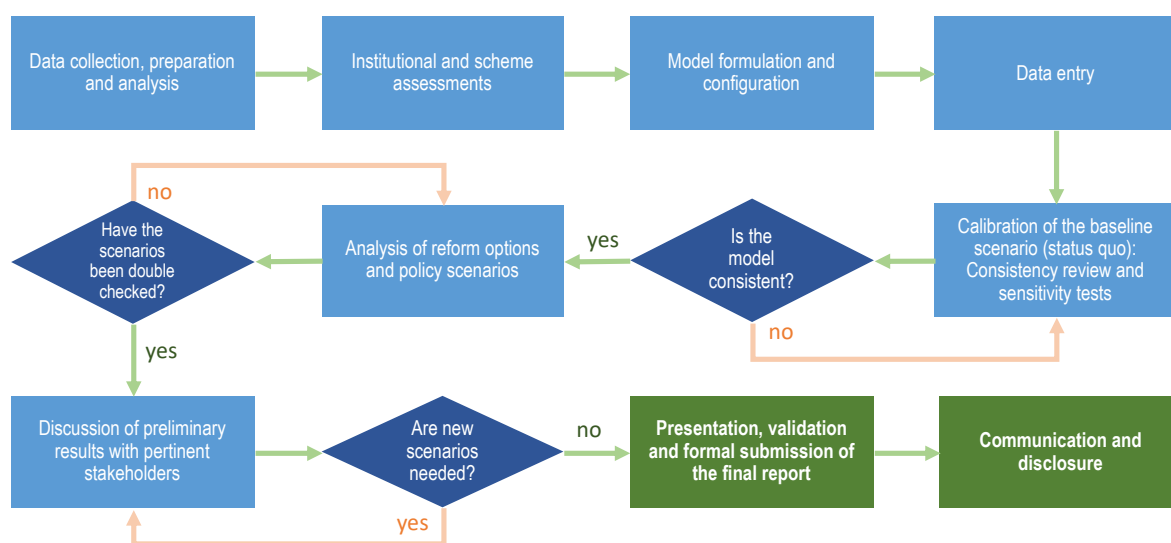 Data collection, preparation
and analysis
Institutional and scheme
assessments
Model formulation and
configuration
Data entry
no
Have the
scenarios
been double
checked?
Analysis of reform options
and policy scenarios
yes
Is the
model
consistent?
Calibration of the baseline
scenario (status quo):
Consistency review and
sensitivity tests
no
yes
Discussion of preliminary
results with pertinent
stakeholders
Are new
scenarios
needed?
no
Presentation, validation
and formal submission of
the final report
Communication and
disclosure
yes